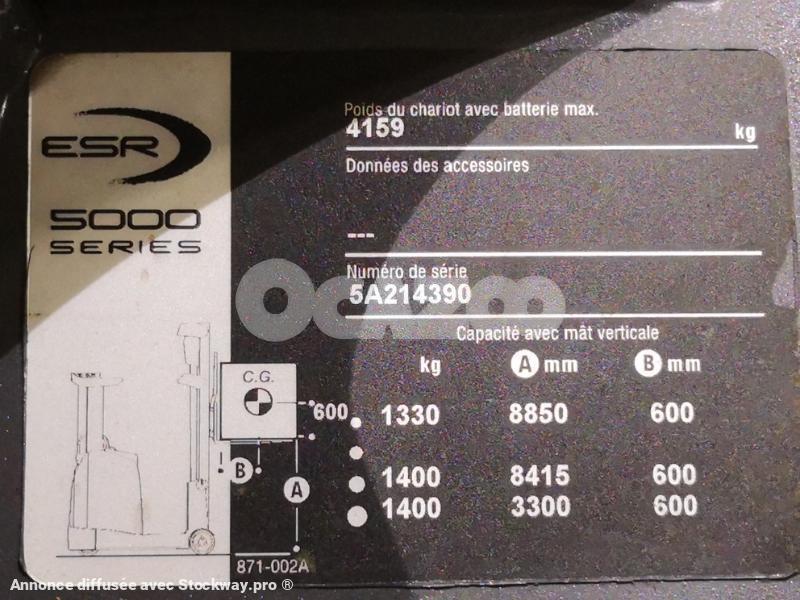 ESR
5000
SERIES
Poids du chariot avec batterie max.
4159 kg
Données des accessoires
---
Numéro de série
5A214390
Capacité avec mât verticale
kg A mm B mm
C.G.
600 1330 8850 600
B
A
1400 8415 600
1400 3300 600
871-002A
Ocazoo
Annonce diffusée avec Stockway.pro ®